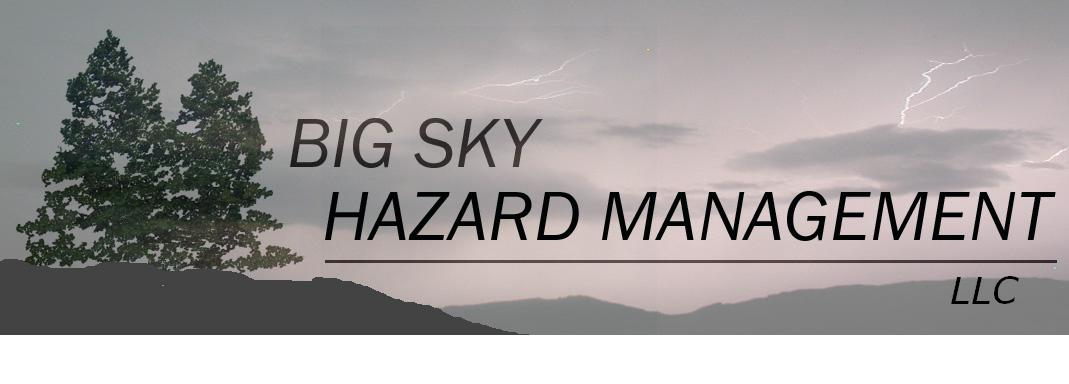 BIG SKY
HAZARD MANAGEMENT
LLC